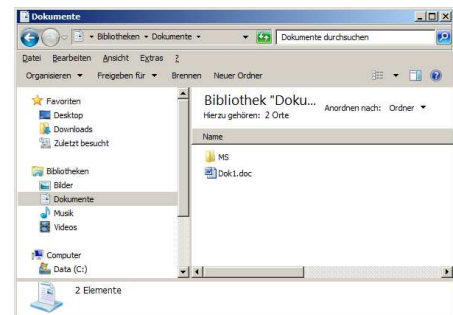 Dokumente
Bibliotheken Dokumente Dokumente durchsuchen
Datei Bearbeiten Ansicht Extras ?
Organisieren Freigeben für Brennen Neuer Ordner
Favoriten
Desktop
Downloads
Zuletzt besucht
Bibliotheken
Bilder
Dokumente
Musik
Videos
Computer
Data (C:)
Bibliothek "Doku...
Hierzu gehören: 2 Orte
Anordnen nach: Ordner
Name
MS
Dok1.doc
2 Elemente